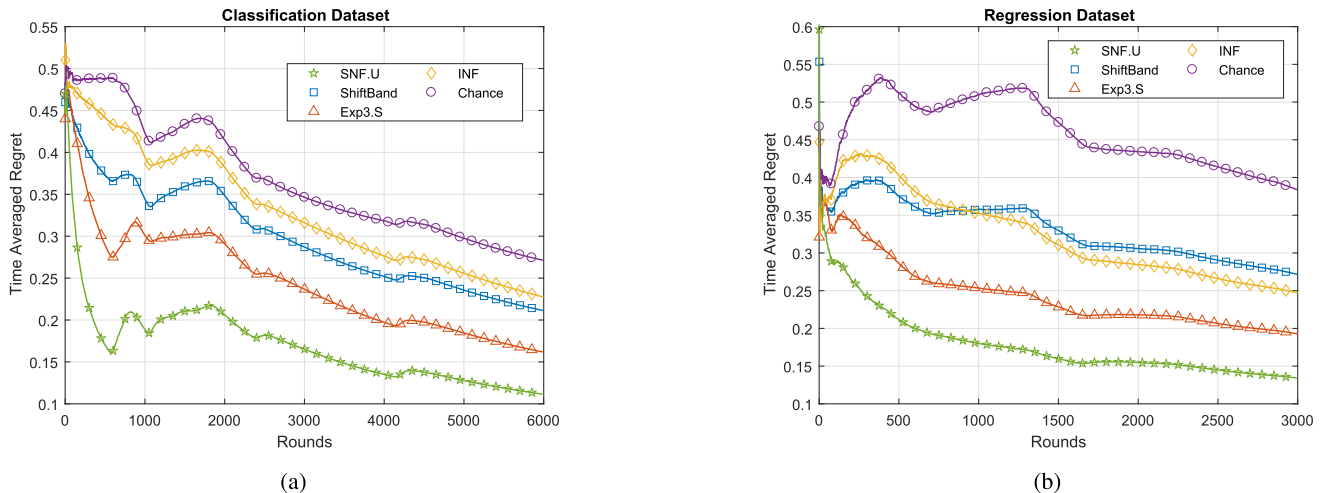 Classification Dataset
Time Averaged Regret
0.55
0.5
0.45
0.4
0.35
0.3
0.25
0.2
0.15
0.1
SNF.U INF
ShiftBand Chance
Exp3.S
0 1000 2000 3000 4000 5000 6000
Rounds
(a)
Regression Dataset
Time Averaged Regret
0.6
0.55
0.5
0.45
0.4
0.35
0.3
0.25
0.2
0.15
0.1
SNF.U INF
ShiftBand Chance
Exp3.S
0 500 1000 1500 2000 2500 3000
Rounds
(b)